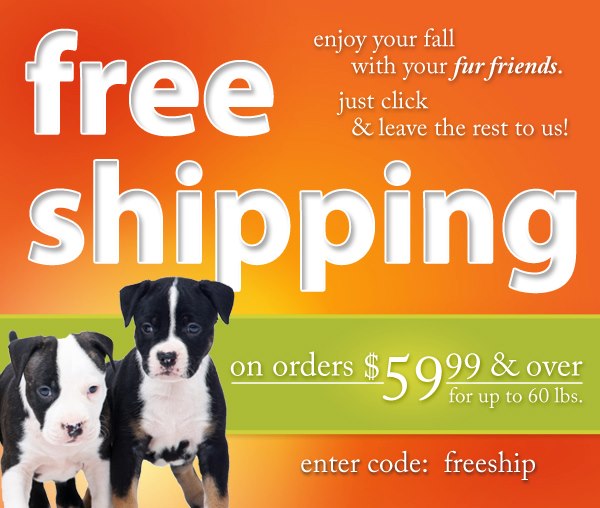 free
shipping
enjoy your fall
with your fur friends.
just click
& leave the rest to us!
on orders $59.99 & over
for up to 60 lbs.
enter code: freeship